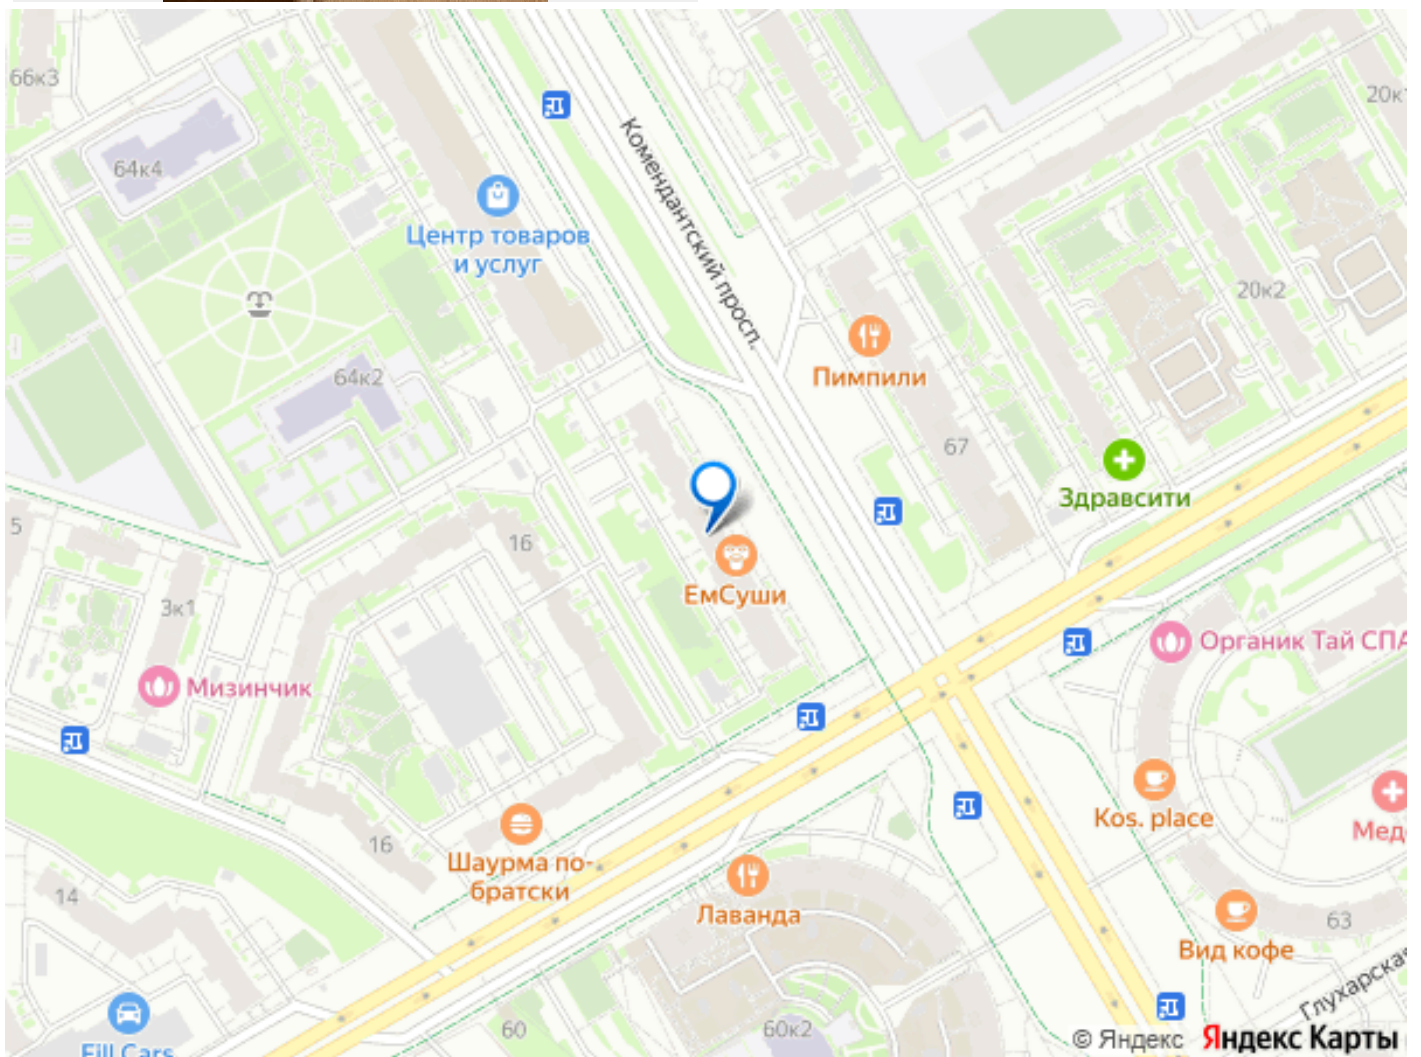 66к3
20к
64к4
Комендантский просп.
Центр товаров
и услуг
20к2
Пимпили
64к2
67
Здравсити
5
16
ЕмСуши
3к1
Органик Тай СПА
Мизинчик
Kos. place
Мед
16
Шаурма по-
братски
14
Лаванда
63
Вид кофе
Глухарская
60
60к2
Fill Cars
© Яндекс Яндекс Карты